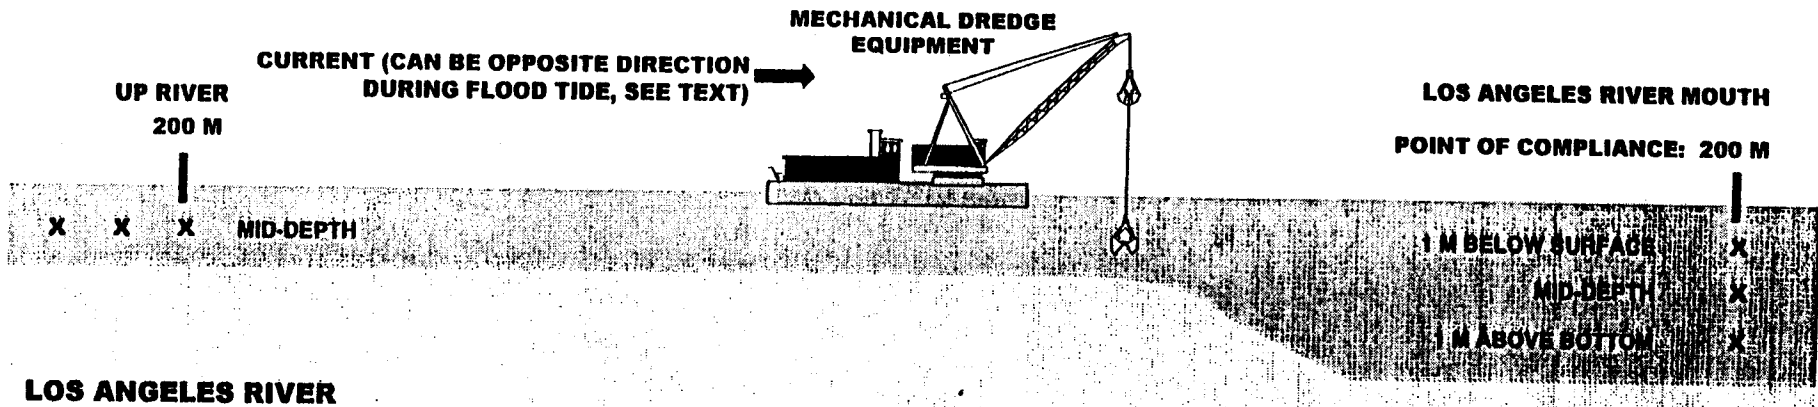 MECHANICAL DREDGE
EQUIPMENT
CURRENT (CAN BE OPPOSITE DIRECTION
DURING FLOOD TIDE, SEE TEXT)
UP RIVER
200 M
LOS ANGELES RIVER MOUTH
POINT OF COMPLIANCE: 200 M
X X X MID-DEPTH
1 M BELOW SURFACE X
MID-DEPTH X
1 M ABOVE BOTTOM X
LOS ANGELES RIVER